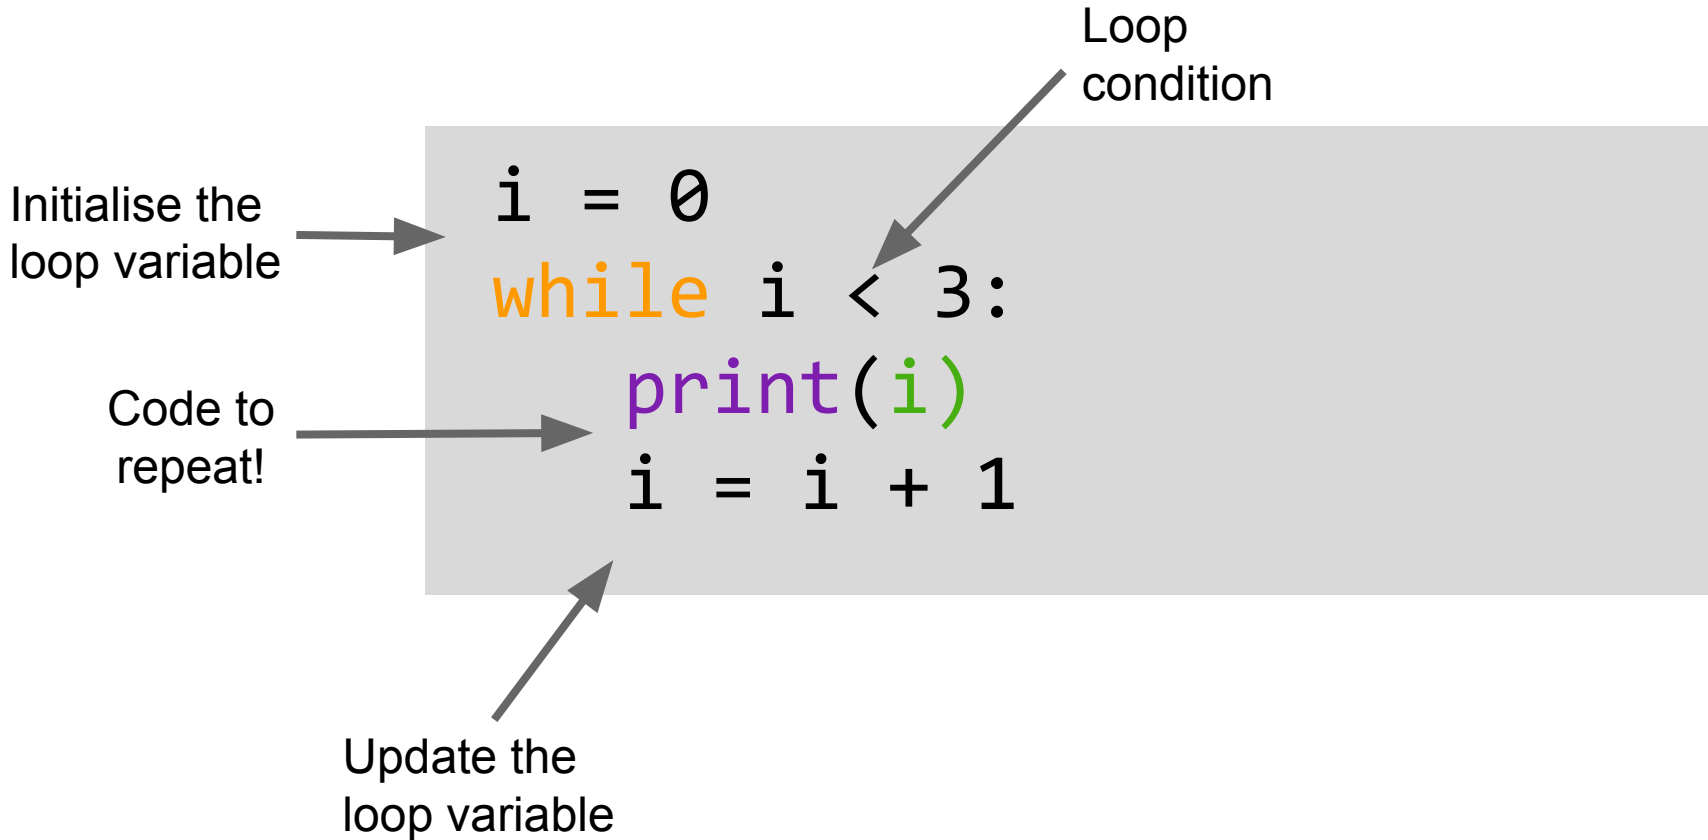 Loop
condition
Initialise the
loop variable
i = 0
while i < 3:
print(i)
i = i + 1
Code to
repeat!
Update the
loop variable